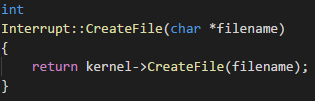 int
Interrupt::CreateFile(char *filename)
{
    return kernel->CreateFile(filename);
}